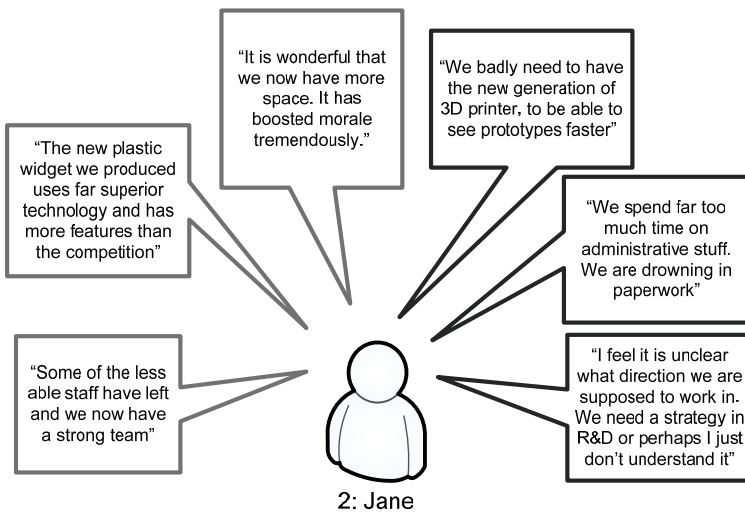 “It is wonderful that
we now have more
space. It has
boosted morale
tremendously.”
“We badly need to have
the new generation of
3D printer, to be able to
see prototypes faster”
“The new plastic
widget we produced
uses far superior
technology and has
more features than
the competition”
“We spend far too
much time on
administrative stuff.
We are drowning in
paperwork”
“Some of the less
able staff have left
and we now have
a strong team”
“I feel it is unclear
what direction we are
supposed to work in.
We need a strategy in
R&D or perhaps I just
don’t understand it”
2: Jane